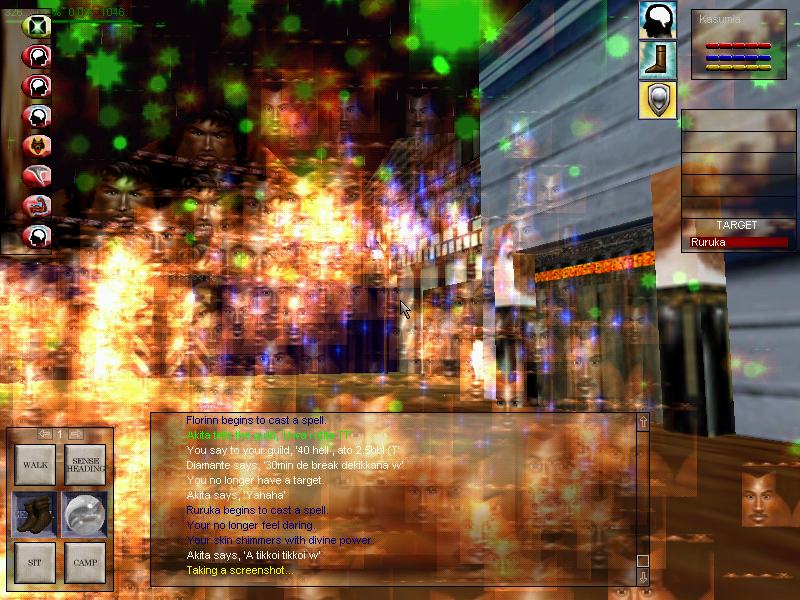 Kasumia
TARGET
Ruruka
1
WALK
SENSE HEADING
SIT
CAMP
Florinn begins to cast a spell.
Akita
You say to your guild, '40 hell , ato 2.5bbl (T'
Diamante says, '30min de break dekikkana w'
You no longer have a target.
Akita says, 'Yahaha'
Ruruka begins to cast a spell.
Your no longer feel daring.
Your skin shimmers with divine power.
Akita says, 'A tikkoi tikkoi w'
Taking a screenshot...